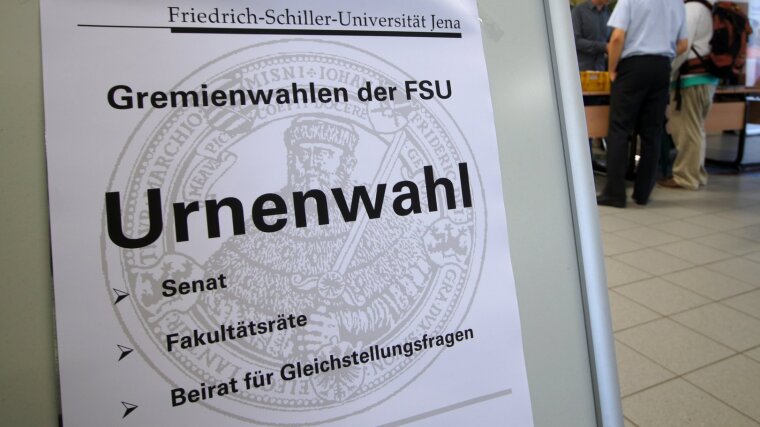 Friedrich-Schiller-Universität Jena
Gremienwahlen der FSU
Urnenwahl
Senat
Fakultätsräte
Beirat für Gleichstellungsfragen